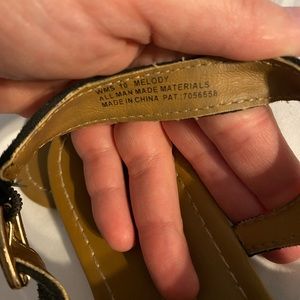 WMS 10 MELODY
ALL MAN MADE MATERIALS
MADE IN CHINA PAT.:7056558